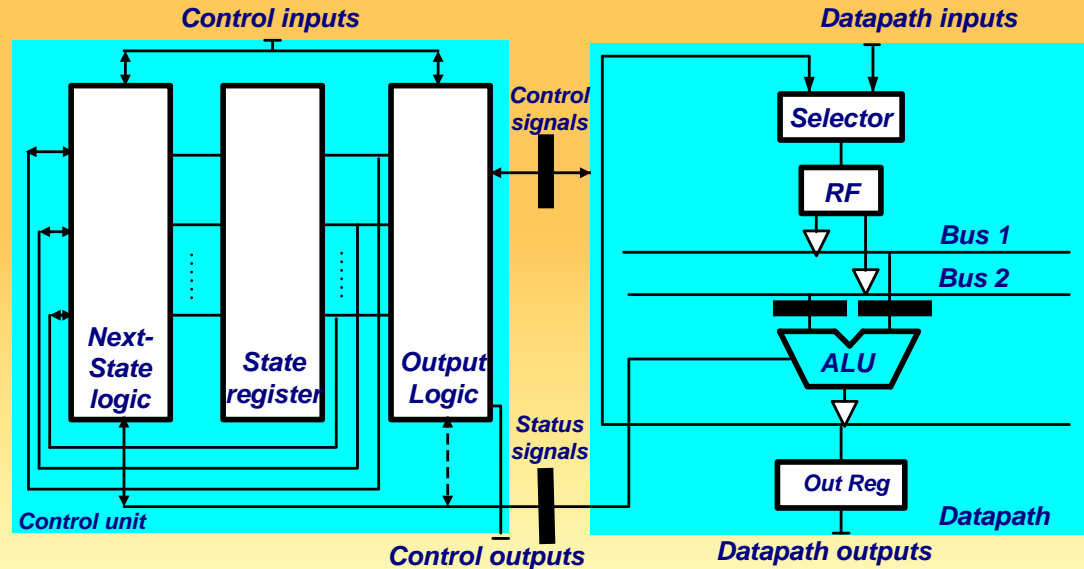 Control inputs
Datapath inputs
Control
signals
Selector
RF
Bus 1
Bus 2
ALU
Next-
State
logic
State
register
Output
Logic
Status
signals
Out Reg
Control unit
Datapath
Control outputs
Datapath outputs